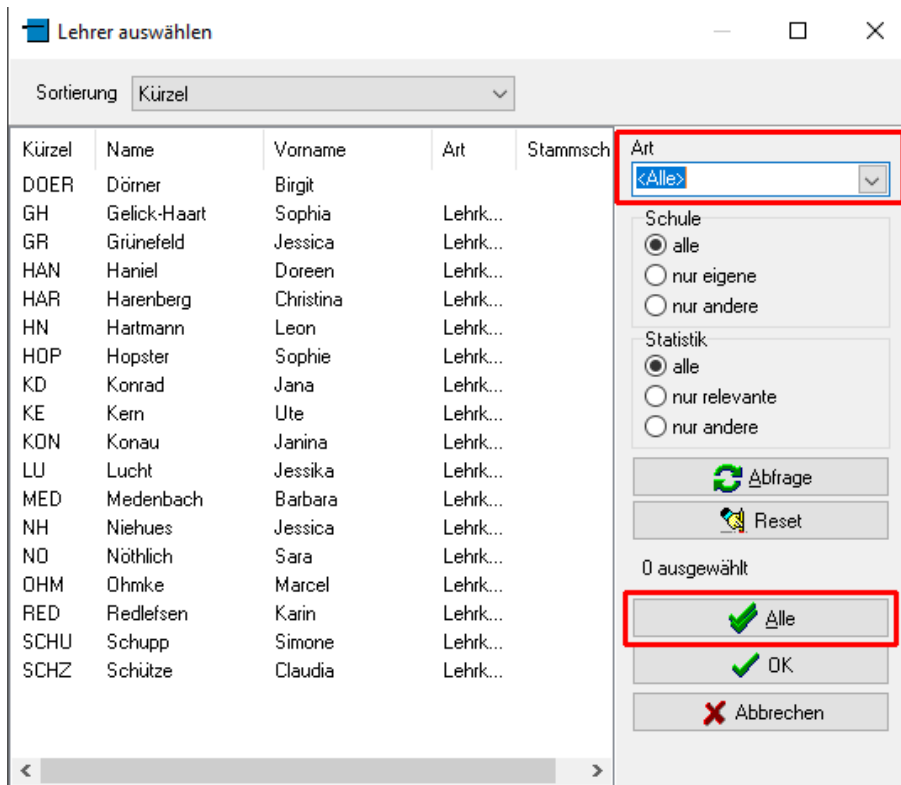 Lehrer auswählen
Sortierung Kürzel
Kürzel Name Vorname Art Stammsch
DOER Dörner Birgit
GH Gelick-Haart Sophia Lehrk...
GR Grünefeld Jessica Lehrk...
HAN Haniel Doreen Lehrk...
HAR Harenberg Christina Lehrk...
HN Hartmann Leon Lehrk...
HOP Hopster Sophie Lehrk...
KD Konrad Jana Lehrk...
KE Kern Ute Lehrk...
KON Konau Janina Lehrk...
LU Lucht Jessika Lehrk...
MED Medenbach Barbara Lehrk...
NH Niehues Jessica Lehrk...
NO Nöthlich Sara Lehrk...
OHM Ohmke Marcel Lehrk...
RED Redlefsen Karin Lehrk...
SCHU Schupp Simone Lehrk...
SCHZ Schütze Claudia Lehrk...
Art
<Alle>
Schule
alle
nur eigene
nur andere
Statistik
alle
nur relevante
nur andere
Abfrage
Reset
0 ausgewählt
Alle
OK
Abbrechen